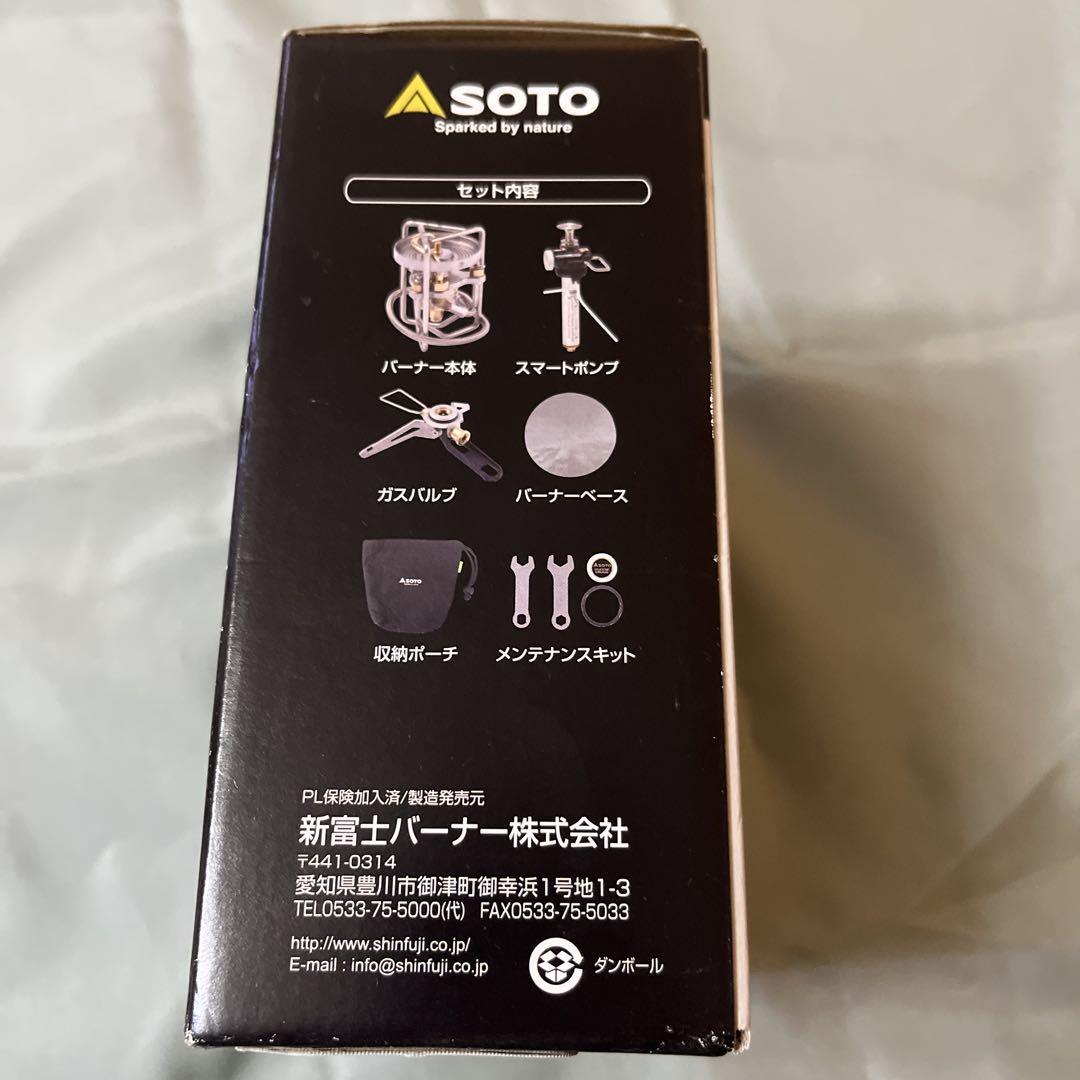 SOTO
Sparked by nature
セット内容
バーナー本体 スマートポンプ
ガスバルブ バーナーベース
SOTO
収納ポーチ メンテナンスキット
PL保険加入済/製造発売元
新富士バーナー株式会社
〒441-0314
愛知県豊川市御津町御幸浜1号地1-3
TEL0533-75-5000(代) FAX0533-75-5033
http://www.shinfuji.co.jp/
E-mail : info@shinfuji.co.jp
ダンボール